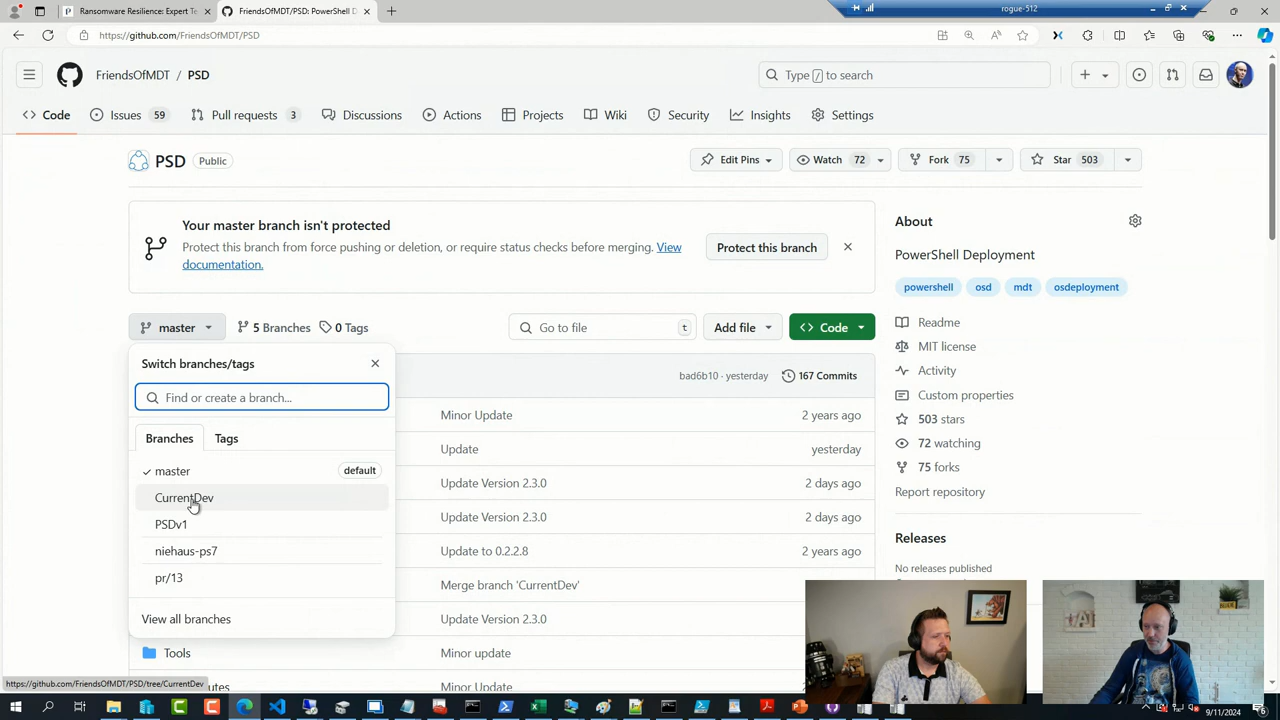 Ransomware Resilience: Expert Te
FriendsOfMDT/PSD: PowerShell D
rogue-512
https://github.com/FriendsOfMDT/PSD
FriendsOfMDT / PSD
Type / to search
Code
Issues 59
Pull requests 3
Discussions
Actions
Projects
Wiki
Security
Insights
Settings
PSD Public
Edit Pins
Watch 72
Fork 75
Star 503
Your master branch isn't protected
Protect this branch from force pushing or deletion, or require status checks before merging. View
documentation.
Protect this branch
master
5 Branches
0 Tags
Go to file t
Add file
Code
Switch branches/tags
Find or create a branch...
Branches
Tags
master default
CurrentDev
PSDv1
niehaus-ps7
pr/13
View all branches
bad6b10 · yesterday
167 Commits
Minor Update 2 years ago
Update yesterday
Update Version 2.3.0 2 days ago
Update Version 2.3.0 2 days ago
Update to 0.2.2.8 2 years ago
Merge branch 'CurrentDev'
Update Version 2.3.0
Tools Minor update
utes Minor Update
About
PowerShell Deployment
powershell osd mdt osdeployment
Readme
MIT license
Activity
Custom properties
503 stars
72 watching
75 forks
Report repository
Releases
No releases published
https://github.com/FriendsOfMDT/PSD/tree/CurrentDev
9/11/2024